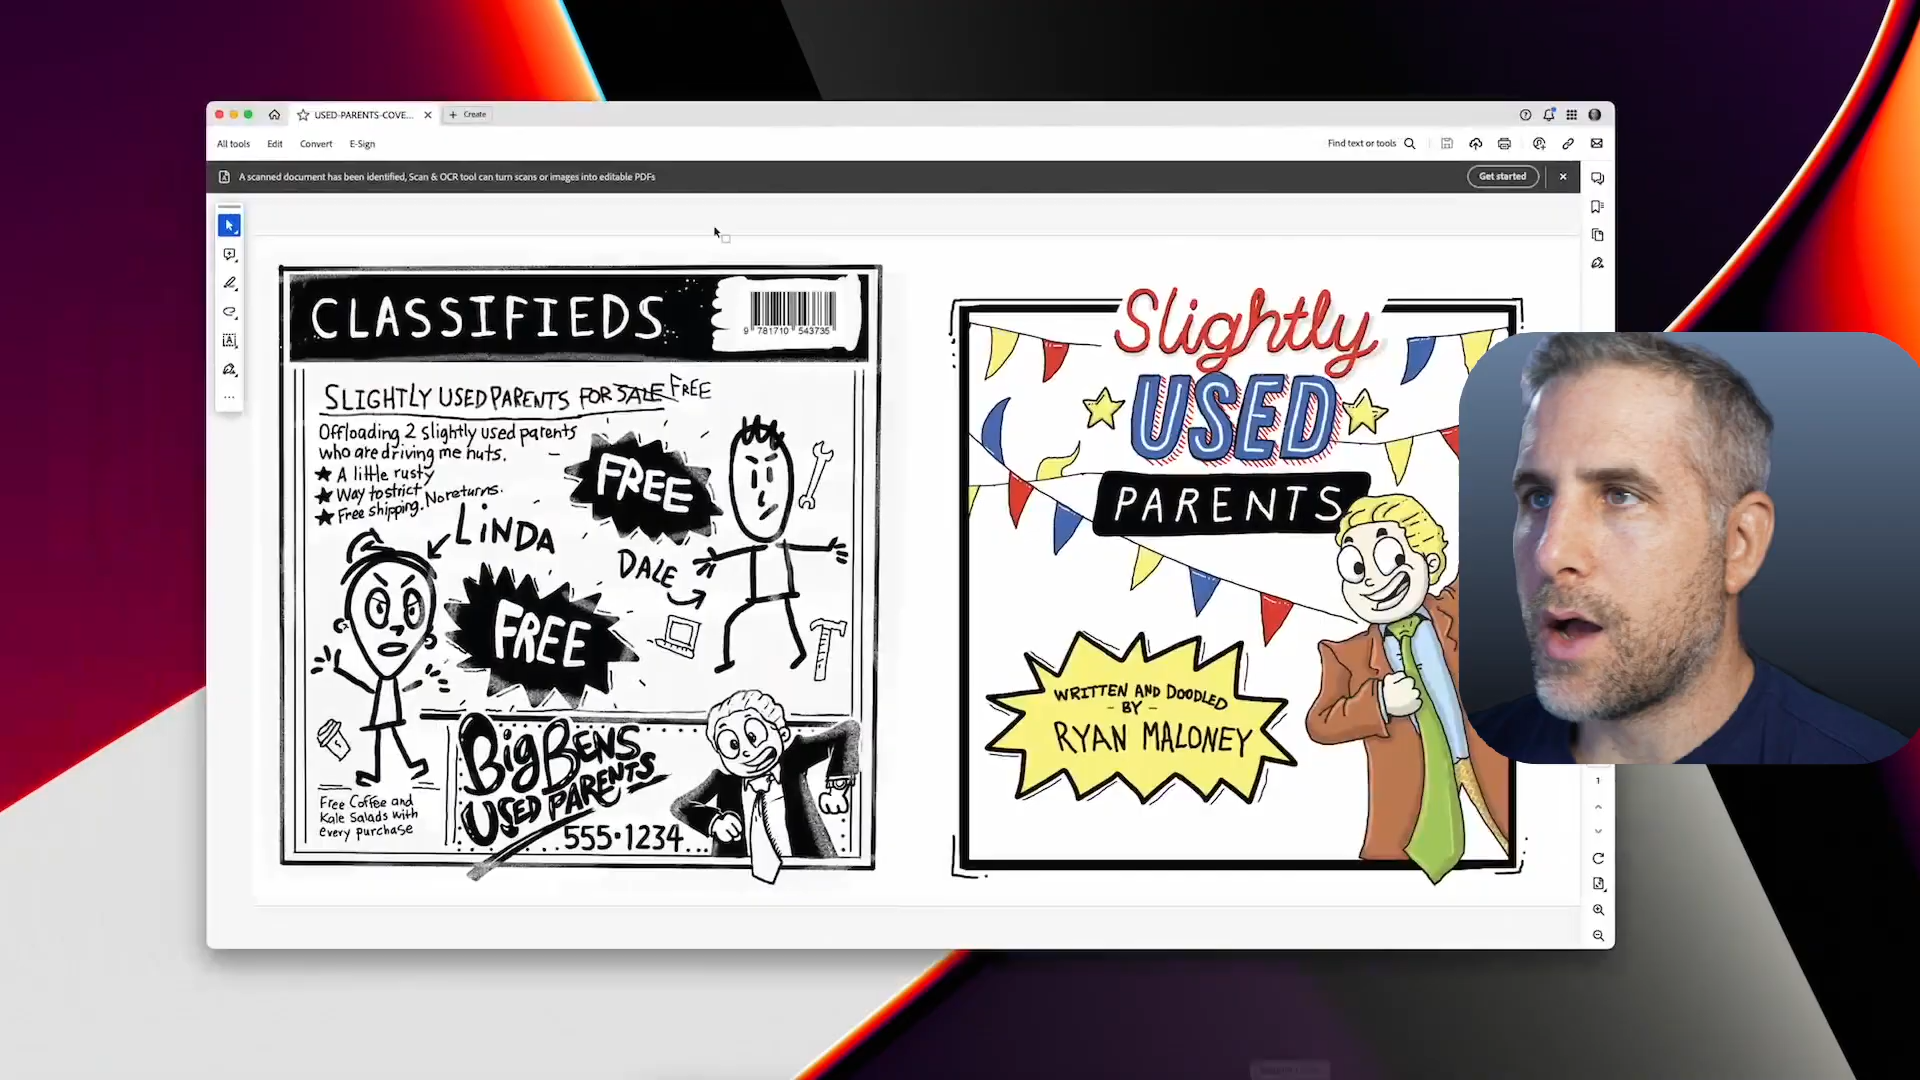 USED-PARENTS-COVE...
Create
All tools
Edit
Convert
E-Sign
Find text or tools
A scanned document has been identified, Scan & OCR tool can turn scans or images into editable PDFs
Get started
CLASSIFIEDS
9 781710 543735
SLIGHTLY USED PARENTS FOR SALE FREE
Offloading 2 slightly used parents
who are driving me nuts.
★ A little rusty
★ Way to strict
★ Free shipping. No returns.
LINDA
FREE
DALE
FREE
BIG BENS
USED PARENTS
555·1234...
Free Coffee and
Kale Salads with
every purchase
Slightly
USED
PARENTS
WRITTEN AND DOODLED
- BY -
RYAN MALONEY
1